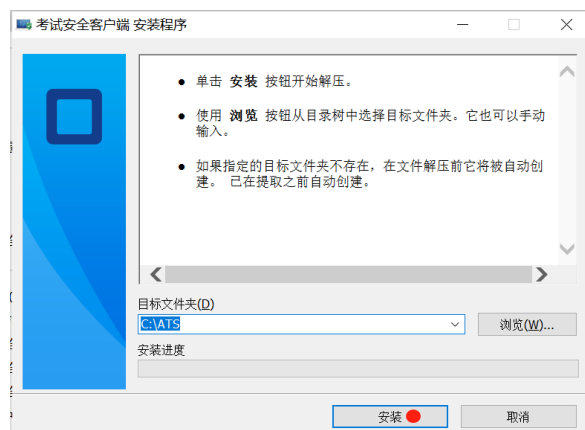 考试安全客户端 安装程序
单击 安装 按钮开始解压。
使用 浏览 按钮从目录树中选择目标文件夹。它也可以手动
输入。
如果指定的目标文件夹不存在，在文件解压前它将被自动创
建。 已在提取之前自动创建。
目标文件夹(D)
C:\ATS
浏览(W)...
安装进度
安装
取消